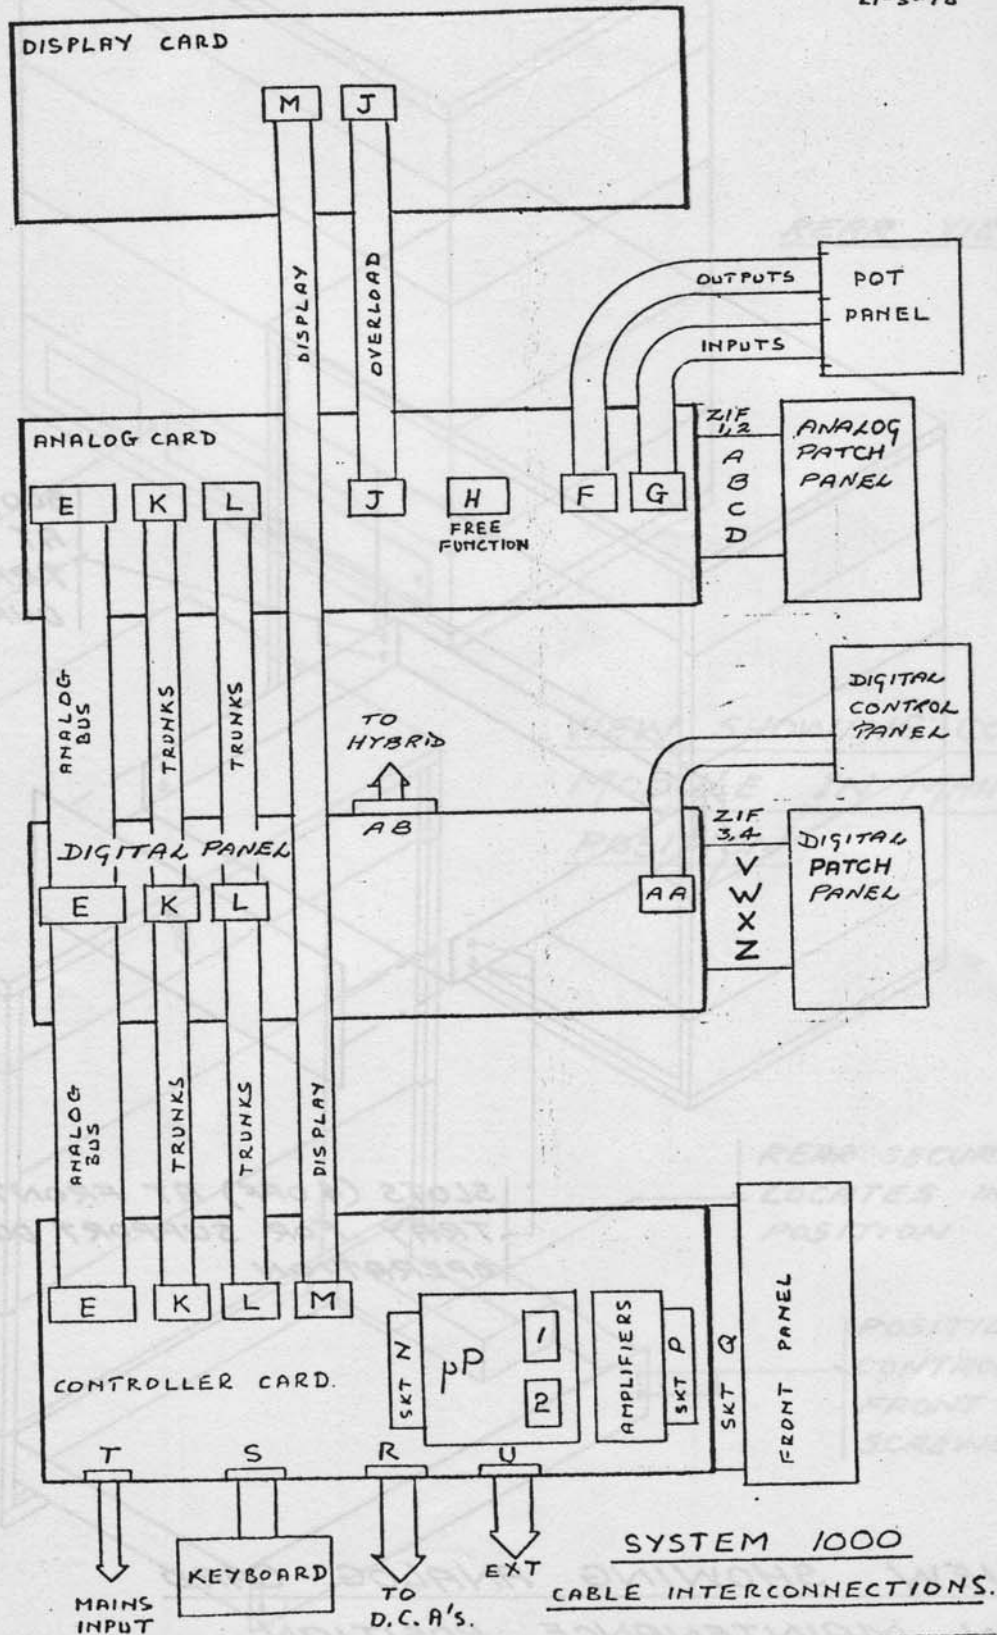 21-3-78
DISPLAY CARD
M
J
DISPLAY
OVERLOAD
OUTPUTS
INPUTS
POT
PANEL
ANALOG CARD
E
K
L
J
H
FREE
FUNCTION
F
G
ZIF
1,2
A
B
C
D
ANALOG
PATCH
PANEL
ANALOG
BUS
TRUNKS
TRUNKS
TO
HYBRID
AB
DIGITAL
CONTROL
PANEL
DIGITAL PANEL
E
K
L
AA
ZIF
3,4
V
W
X
Z
DIGITAL
PATCH
PANEL
ANALOG
BUS
TRUNKS
TRUNKS
DISPLAY
E
K
L
M
CONTROLLER CARD.
SKT N
μP
1
2
AMPLIFIERS
SKT P
SKT Q
FRONT PANEL
T
S
R
U
MAINS
INPUT
KEYBOARD
TO
D.C.A's.
EXT
SYSTEM 1000
CABLE INTERCONNECTIONS.